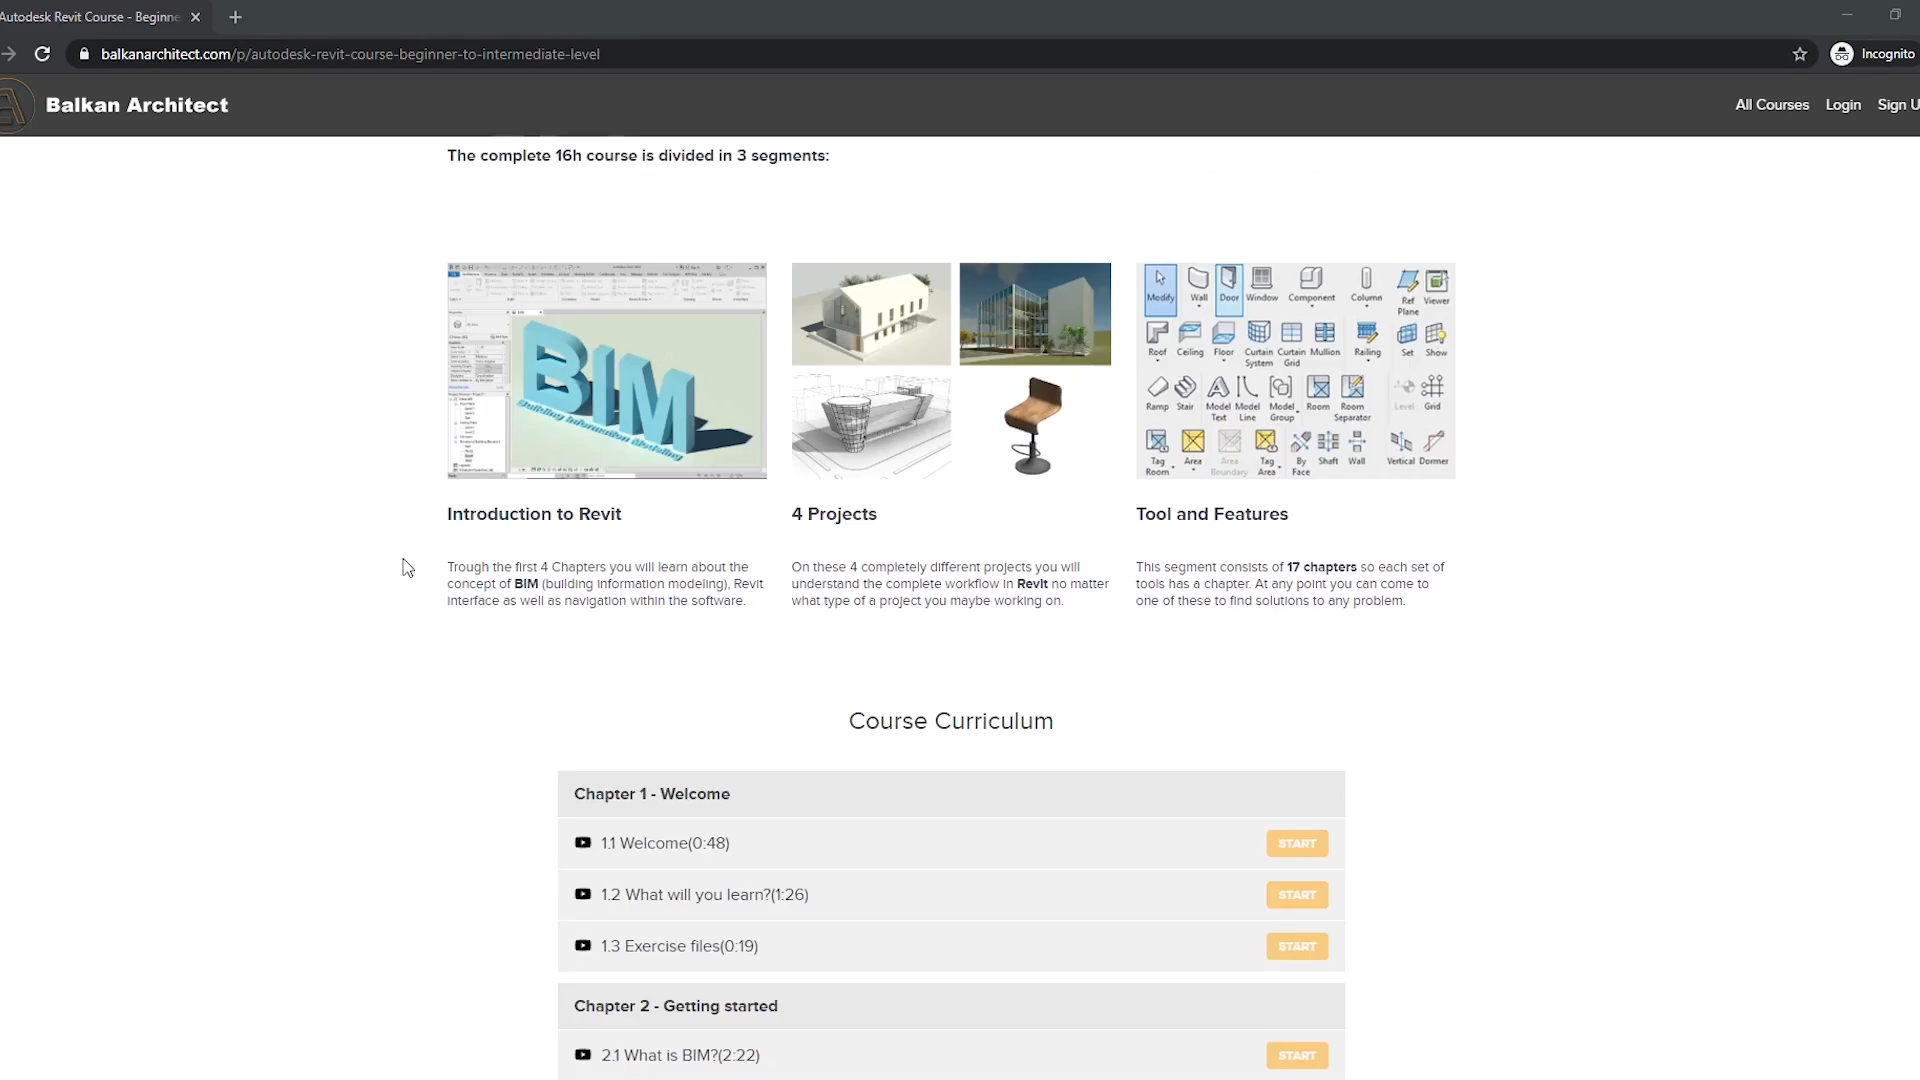 Autodesk Revit Course - Beginne
balkanarchitect.com/p/autodesk-revit-course-beginner-to-intermediate-level
Incognito
Balkan Architect
All Courses Login Sign U
The complete 16h course is divided in 3 segments:
BIM
Building Information Modeling
Modify Wall Door Window Component Column Ref Plane Viewer
Roof Ceiling Floor Curtain System Curtain Grid Mullion Railing Set Show
Ramp Stair Model Text Model Line Model Group Room Room Separator Level Grid
Tag Room Area Area Boundary Tag Area By Face Shaft Wall Vertical Dormer
Introduction to Revit
Trough the first 4 Chapters you will learn about the
concept of BIM (building information modeling), Revit
interface as well as navigation within the software.
4 Projects
On these 4 completely different projects you will
understand the complete workflow in Revit no matter
what type of a project you maybe working on.
Tool and Features
This segment consists of 17 chapters so each set of
tools has a chapter. At any point you can come to
one of these to find solutions to any problem.
Course Curriculum
Chapter 1 - Welcome
1.1 Welcome(0:48) START
1.2 What will you learn?(1:26) START
1.3 Exercise files(0:19) START
Chapter 2 - Getting started
2.1 What is BIM?(2:22) START